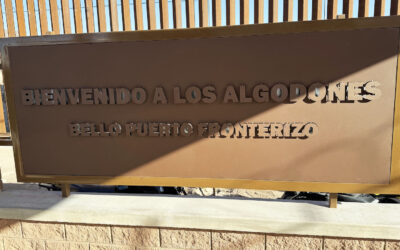 BIENVENIDO A LOS ALGODONES
BELLO PUERTO FRONTERIZO